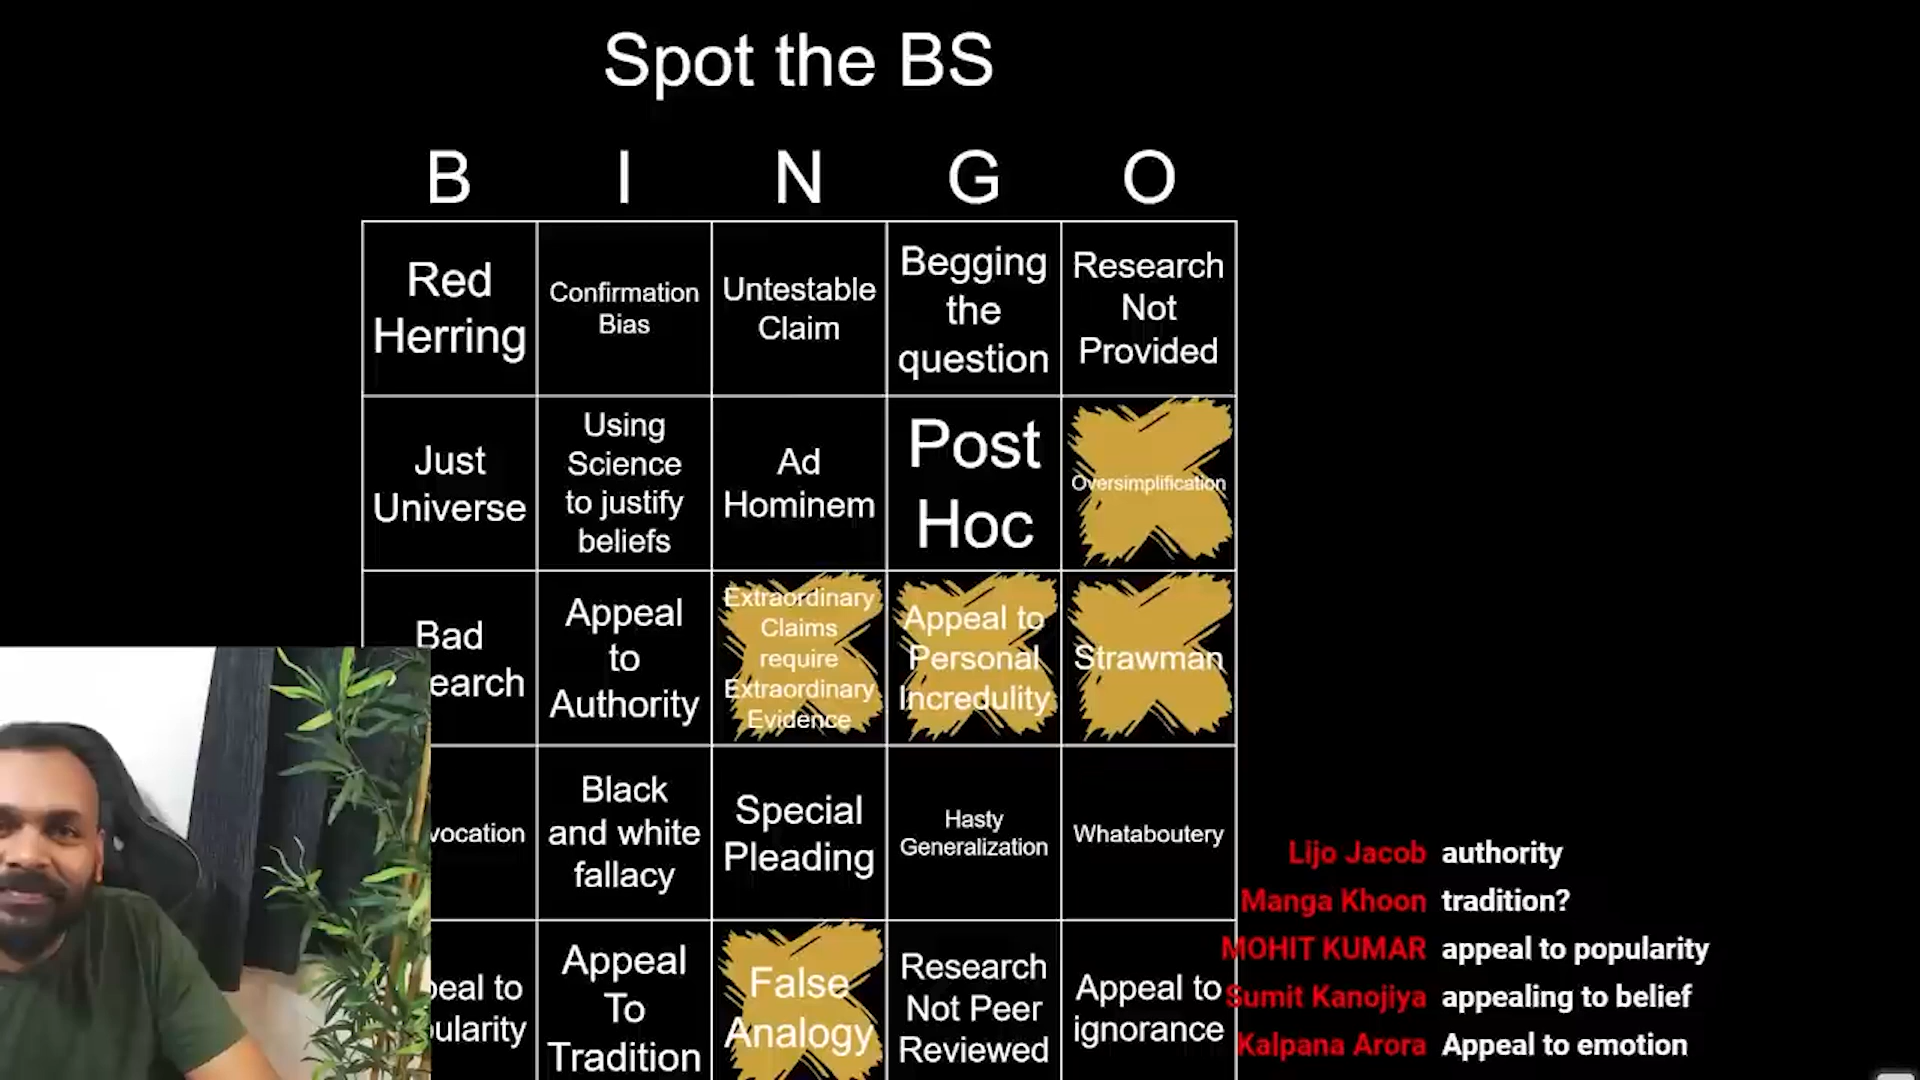 Spot the BS
B I N G O
Red
Herring
Confirmation
Bias
Untestable
Claim
Begging
the
question
Research
Not
Provided
Just
Universe
Using
Science
to justify
beliefs
Ad
Hominem
Post
Hoc
Oversimplification
Bad
earch
Appeal
to
Authority
Extraordinary
Claims
require
Extraordinary
Evidence
Appeal to
Personal
Incredulity
Strawman
vocation
Black
and white
fallacy
Special
Pleading
Hasty
Generalization
Whataboutery
eal to
ularity
Appeal
To
Tradition
False
Analogy
Research
Not Peer
Reviewed
Appeal to
ignorance
Lijo Jacob authority
Manga Khoon tradition?
MOHIT KUMAR appeal to popularity
Sumit Kanojiya appealing to belief
Kalpana Arora Appeal to emotion